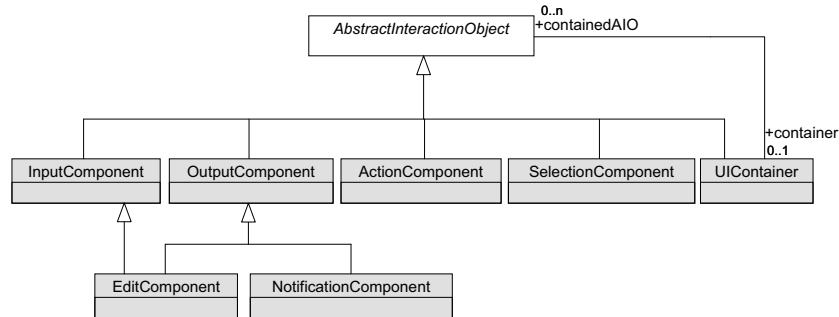 0..n
AbstractInteractionObject
+containedAIO
+container
0..1
InputComponent
OutputComponent
ActionComponent
SelectionComponent
UIContainer
EditComponent
NotificationComponent